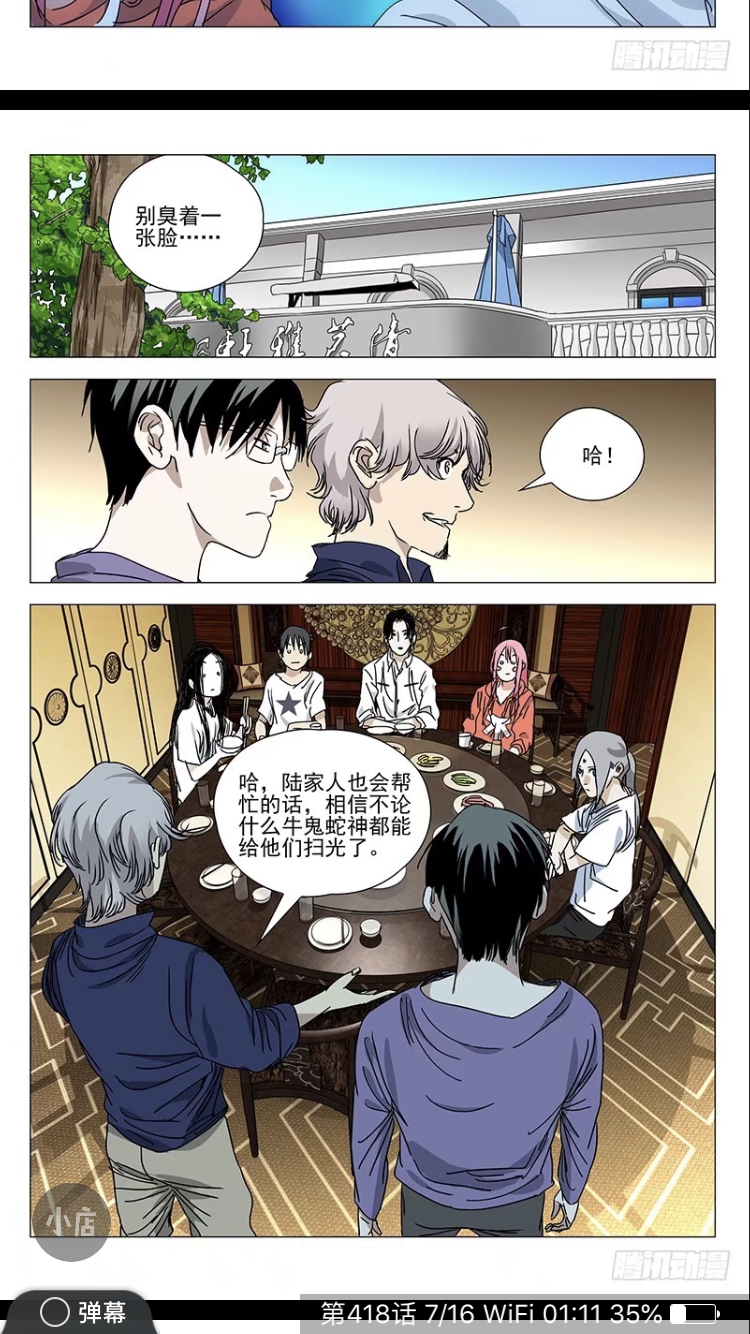 腾讯动漫
别臭着一
张脸……
哈！
哈，陆家人也会帮
忙的话，相信不论
什么牛鬼蛇神都能
给他们扫光了。
小店
腾讯动漫
弹幕
第418话 7/16 WiFi 01:11 35%